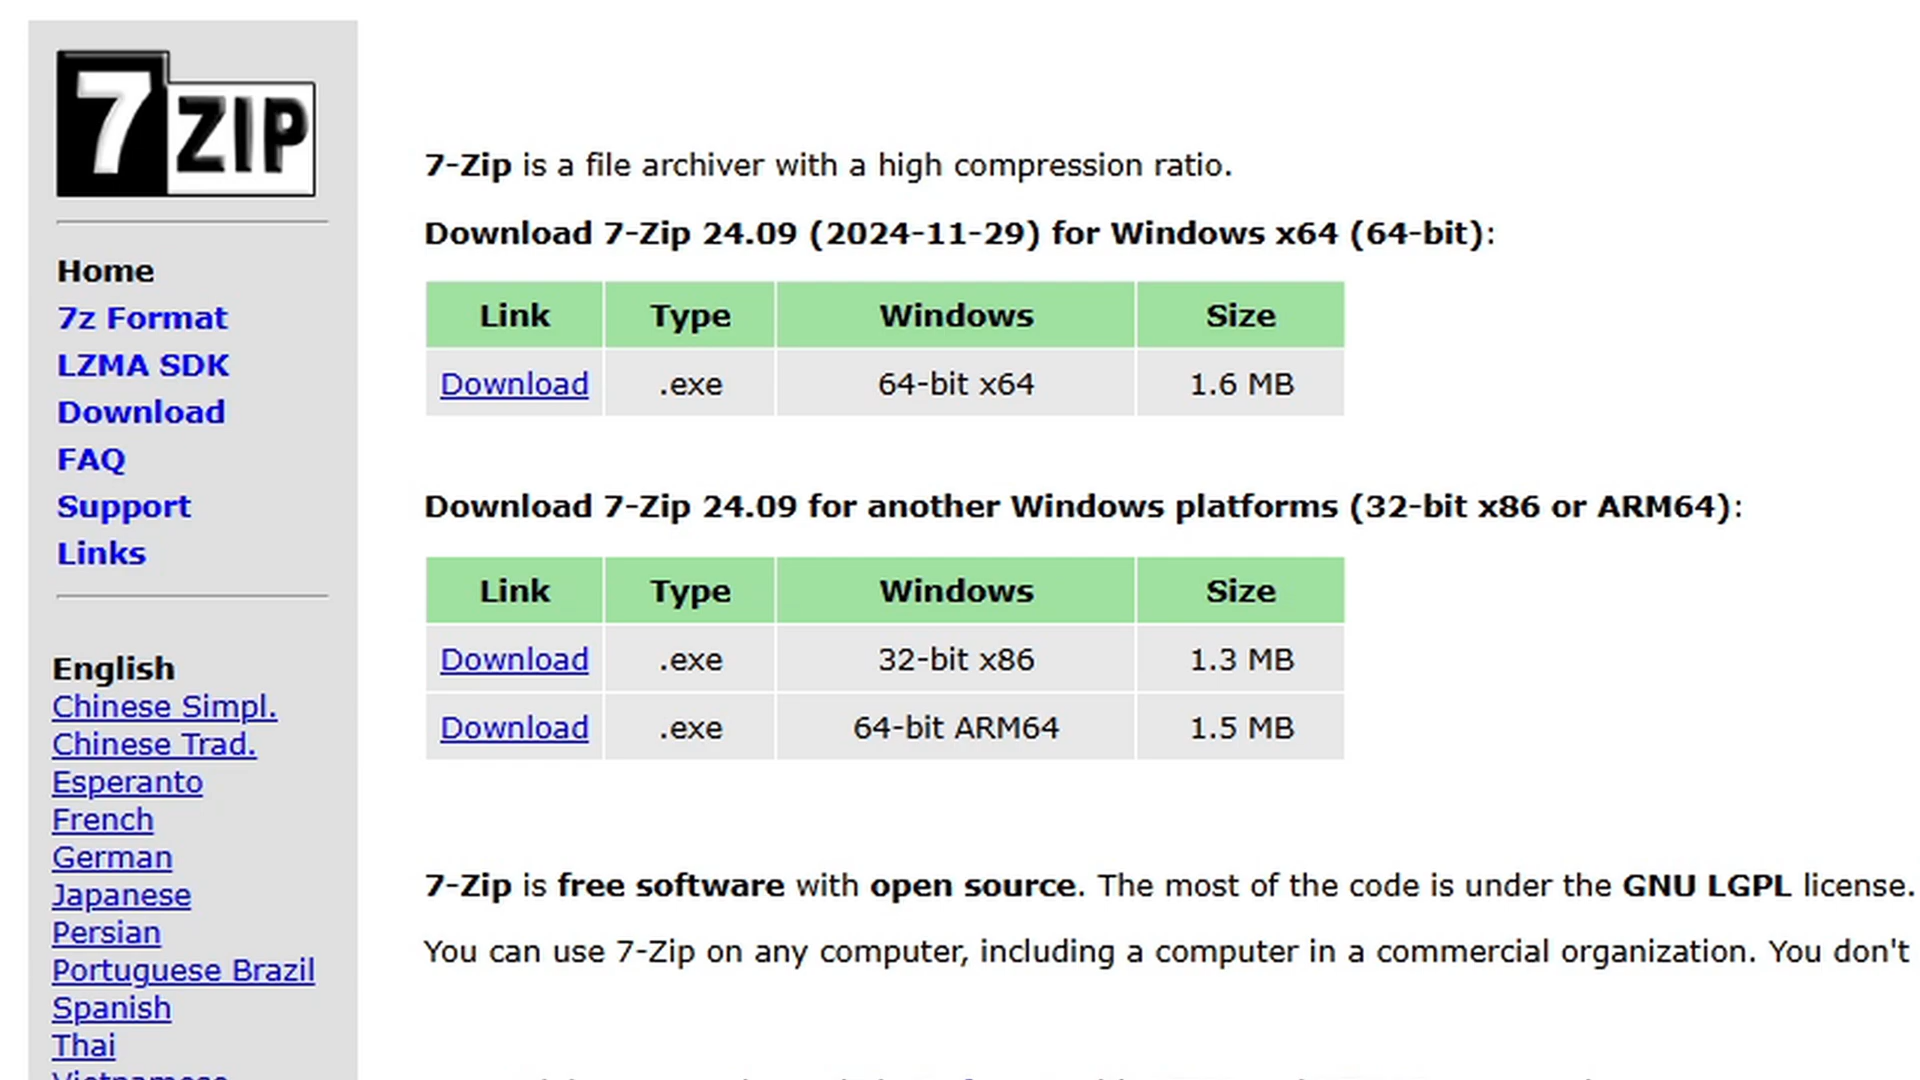 7 ZIP
Home
7z Format
LZMA SDK
Download
FAQ
Support
Links
English
Chinese Simpl.
Chinese Trad.
Esperanto
French
German
Japanese
Persian
Portuguese Brazil
Spanish
Thai
Vietnamese
7-Zip is a file archiver with a high compression ratio.
Download 7-Zip 24.09 (2024-11-29) for Windows x64 (64-bit):
Link Type Windows Size
Download .exe 64-bit x64 1.6 MB
Download 7-Zip 24.09 for another Windows platforms (32-bit x86 or ARM64):
Link Type Windows Size
Download .exe 32-bit x86 1.3 MB
Download .exe 64-bit ARM64 1.5 MB
7-Zip is free software with open source. The most of the code is under the GNU LGPL license.
You can use 7-Zip on any computer, including a computer in a commercial organization. You don't